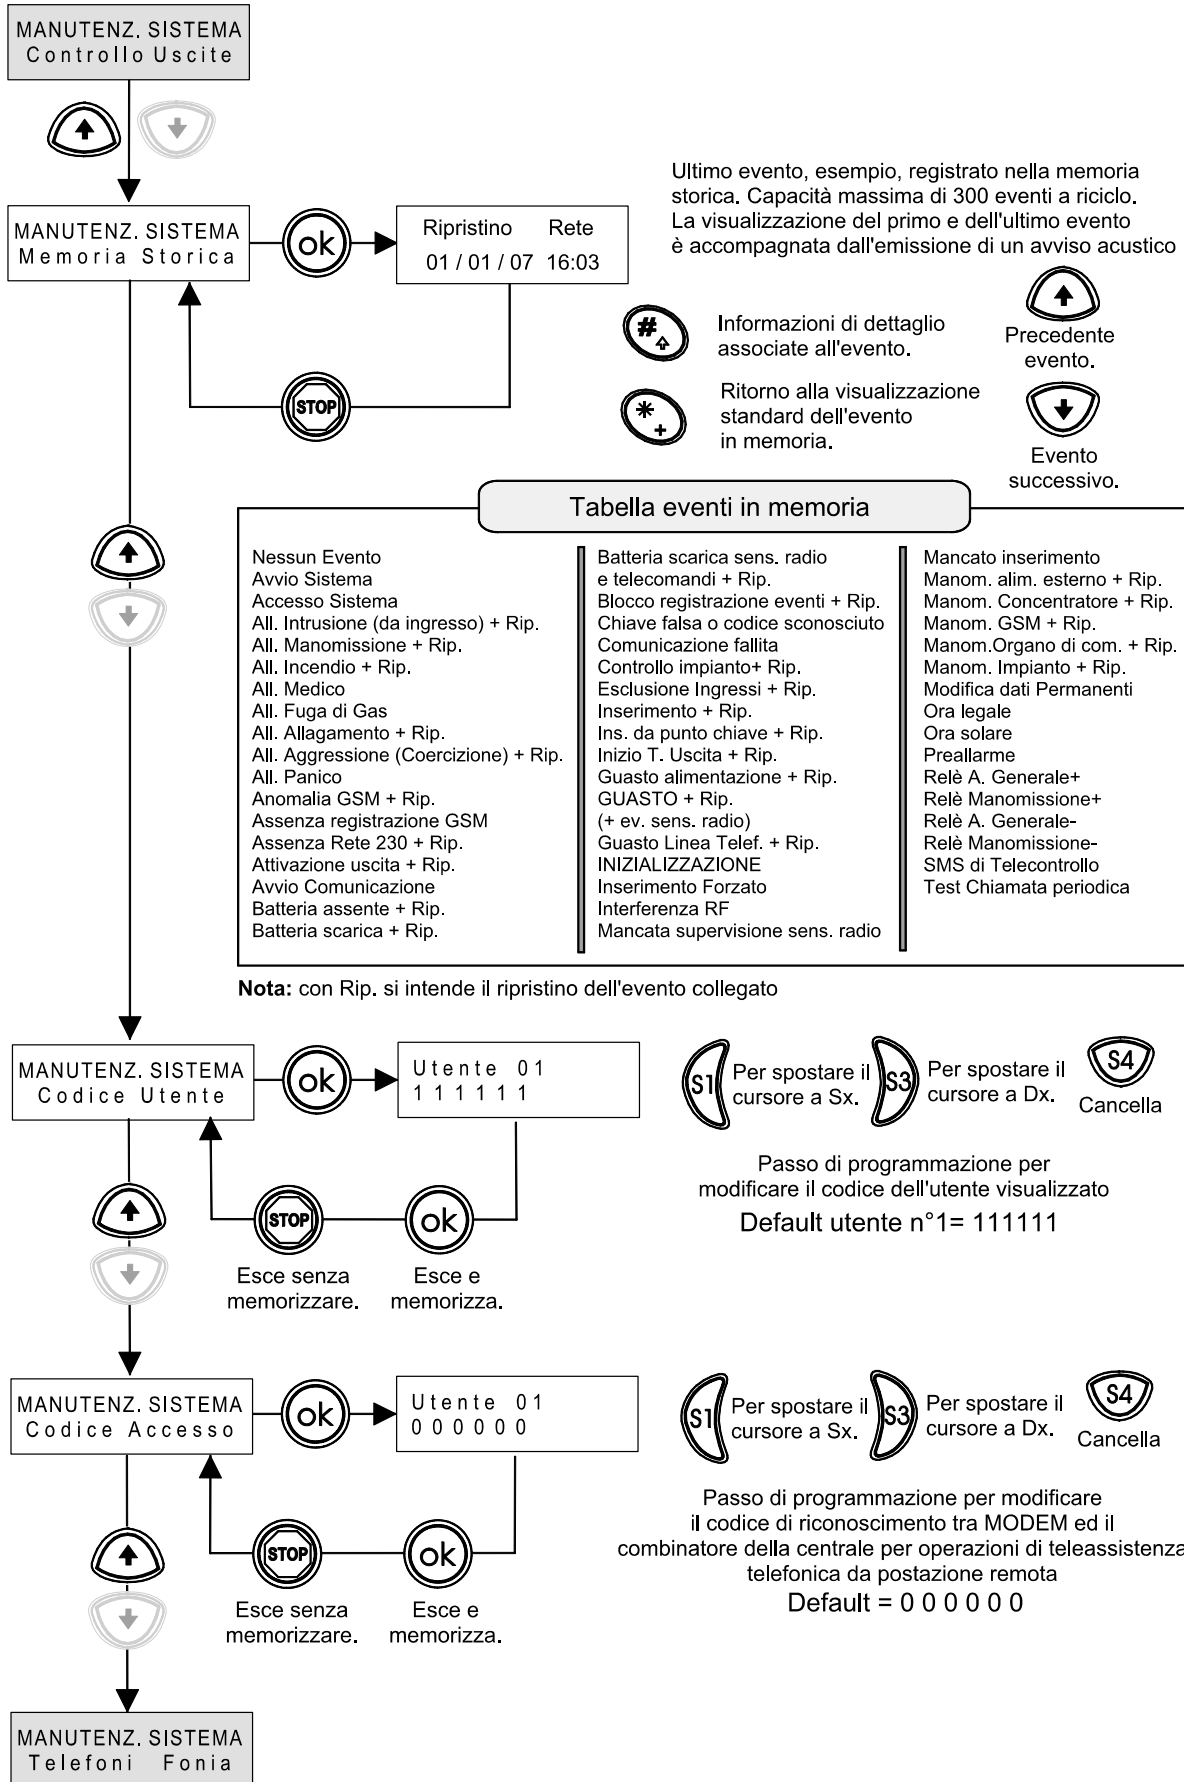 MANUTENZ. SISTEMA
Controllo Uscite
Ultimo evento, esempio, registrato nella memoria
storica. Capacità massima di 300 eventi a riciclo.
La visualizzazione del primo e dell'ultimo evento
è accompagnata dall'emissione di un avviso acustico
MANUTENZ. SISTEMA
Memoria Storica
ok
Ripristino Rete
01 / 01 / 07 16:03
STOP
#
Informazioni di dettaglio
associate all'evento.
Precedente
evento.
*
+
Ritorno alla visualizzazione
standard dell'evento
in memoria.
Evento
successivo.
Tabella eventi in memoria
Nessun Evento
Avvio Sistema
Accesso Sistema
All. Intrusione (da ingresso) + Rip.
All. Manomissione + Rip.
All. Incendio + Rip.
All. Medico
All. Fuga di Gas
All. Allagamento + Rip.
All. Aggressione (Coercizione) + Rip.
All. Panico
Anomalia GSM + Rip.
Assenza registrazione GSM
Assenza Rete 230 + Rip.
Attivazione uscita + Rip.
Avvio Comunicazione
Batteria assente + Rip.
Batteria scarica + Rip.
Batteria scarica sens. radio
e telecomandi + Rip.
Blocco registrazione eventi + Rip.
Chiave falsa o codice sconosciuto
Comunicazione fallita
Controllo impianto+ Rip.
Esclusione Ingressi + Rip.
Inserimento + Rip.
Ins. da punto chiave + Rip.
Inizio T. Uscita + Rip.
Guasto alimentazione + Rip.
GUASTO + Rip.
(+ ev. sens. radio)
Guasto Linea Telef. + Rip.
INIZIALIZZAZIONE
Inserimento Forzato
Interferenza RF
Mancata supervisione sens. radio
Mancato inserimento
Manom. alim. esterno + Rip.
Manom. Concentratore + Rip.
Manom. GSM + Rip.
Manom.Organo di com. + Rip.
Manom. Impianto + Rip.
Modifica dati Permanenti
Ora legale
Ora solare
Preallarme
Relè A. Generale+
Relè Manomissione+
Relè A. Generale-
Relè Manomissione-
SMS di Telecontrollo
Test Chiamata periodica
Nota: con Rip. si intende il ripristino dell'evento collegato
MANUTENZ. SISTEMA
Codice Utente
ok
Utente 01
1 1 1 1 1 1
S1
Per spostare il
cursore a Sx.
S3
Per spostare il
cursore a Dx.
S4
Cancella
Passo di programmazione per
modificare il codice dell'utente visualizzato
Default utente n°1= 111111
STOP
ok
Esce senza
memorizzare.
Esce e
memorizza.
MANUTENZ. SISTEMA
Codice Accesso
ok
Utente 01
0 0 0 0 0 0
S1
Per spostare il
cursore a Sx.
S3
Per spostare il
cursore a Dx.
S4
Cancella
Passo di programmazione per modificare
il codice di riconoscimento tra MODEM ed il
combinatore della centrale per operazioni di teleassistenza
telefonica da postazione remota
Default = 0 0 0 0 0 0
STOP
ok
Esce senza
memorizzare.
Esce e
memorizza.
MANUTENZ. SISTEMA
Telefoni Fonia